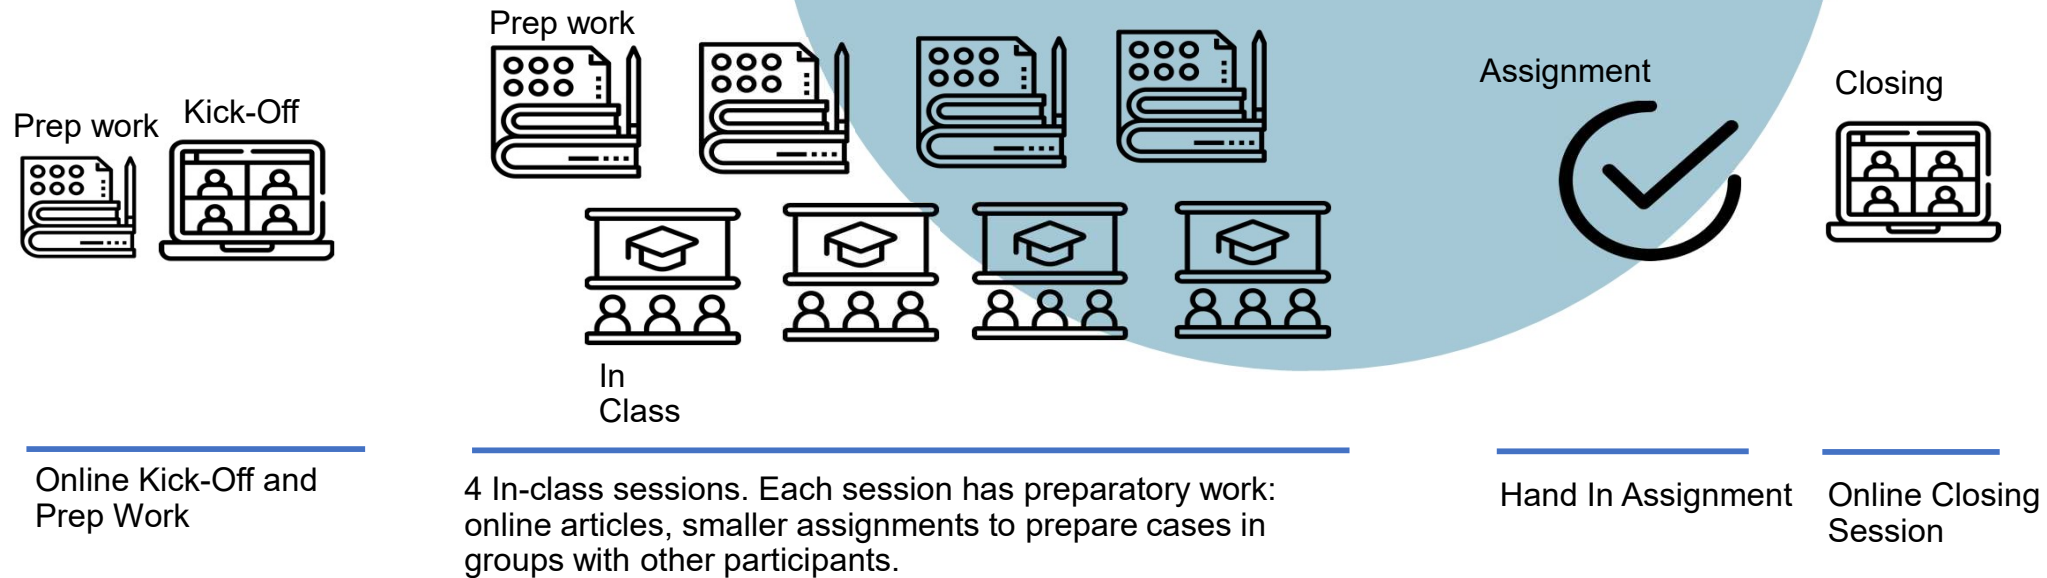 Prep work
Kick-Off
Prep work
In
Class
Assignment
Closing
Online Kick-Off and
Prep Work
4 In-class sessions. Each session has preparatory work:
online articles, smaller assignments to prepare cases in
groups with other participants.
Hand In Assignment
Online Closing
Session